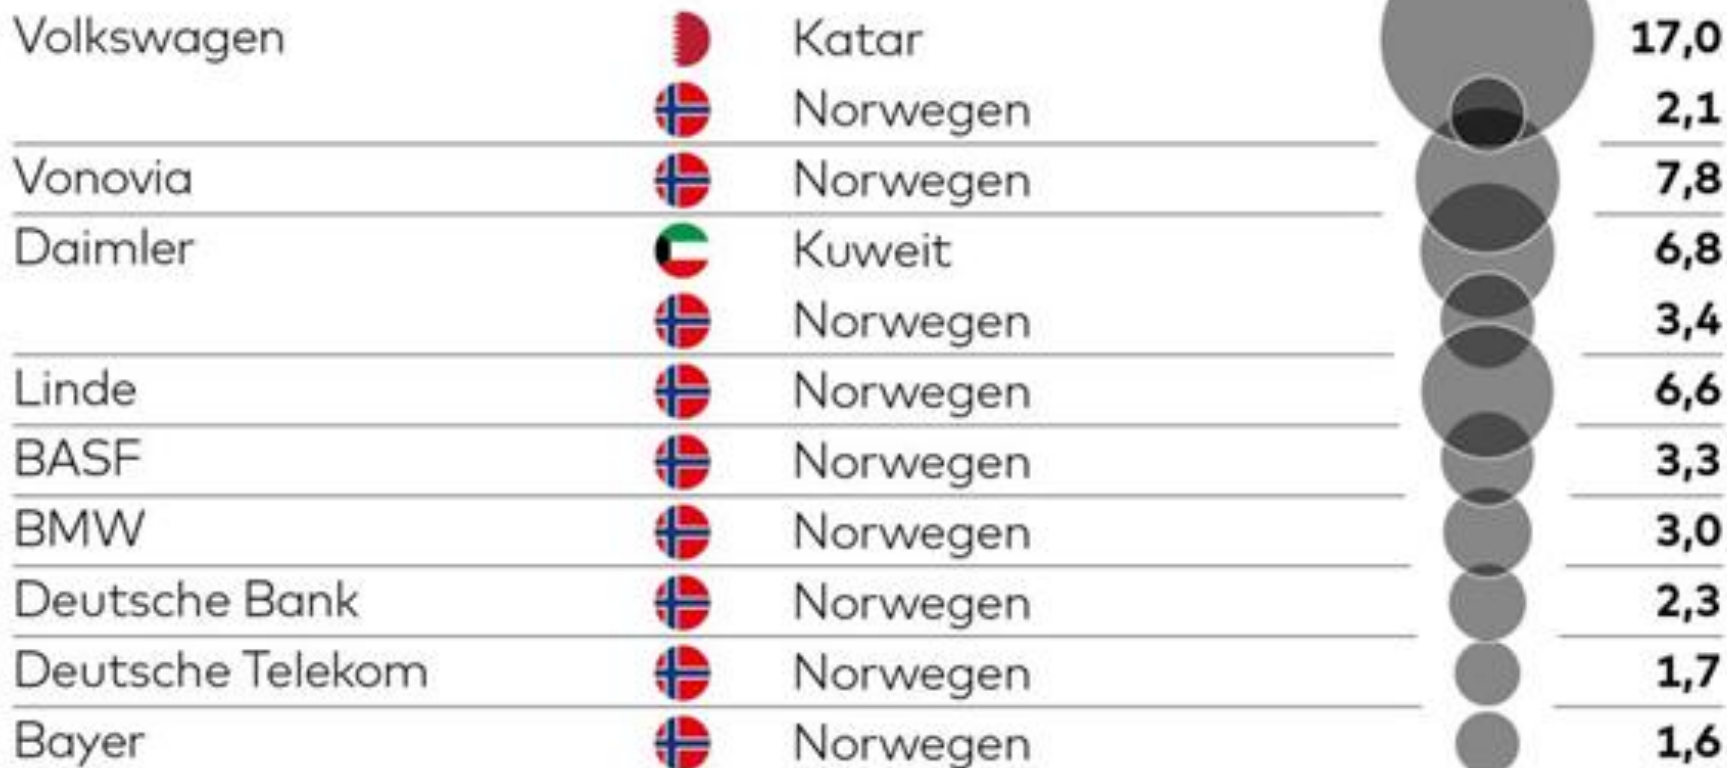 Volkswagen Katar 17,0
Norwegen 2,1
Vonovia Norwegen 7,8
Daimler Kuweit 6,8
Norwegen 3,4
Linde Norwegen 6,6
BASF Norwegen 3,3
BMW Norwegen 3,0
Deutsche Bank Norwegen 2,3
Deutsche Telekom Norwegen 1,7
Bayer Norwegen 1,6